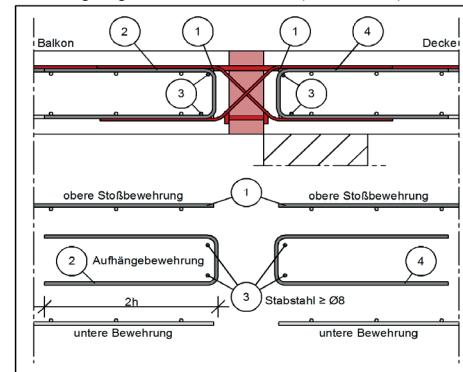 2 1 1 4
Balkon Decke
3 3
obere Stoßbewehrung 1 obere Stoßbewehrung
2 Aufhängebewehrung 4
2h 3 Stabstahl ≥ Ø8
untere Bewehrung untere Bewehrung